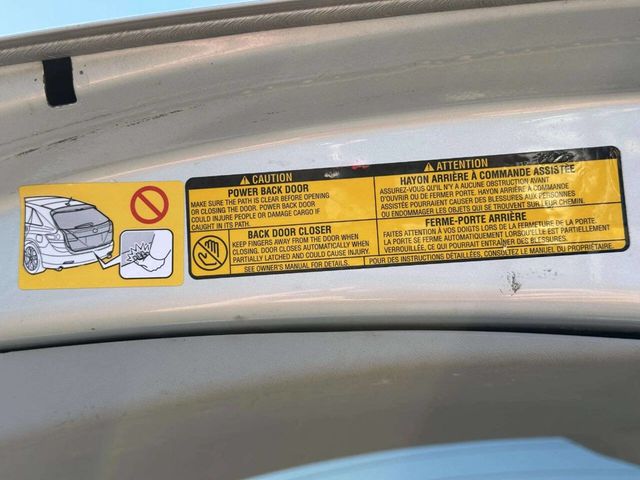 CAUTION
POWER BACK DOOR
MAKE SURE THE PATH IS CLEAR BEFORE OPENING
OR CLOSING THE DOOR. POWER BACK DOOR
COULD INJURE PEOPLE OR DAMAGE CARGO IF
CAUGHT IN ITS PATH.
BACK DOOR CLOSER
KEEP FINGERS AWAY FROM THE DOOR WHEN
CLOSING. DOOR CLOSES AUTOMATICALLY WHEN
PARTIALLY LATCHED AND COULD CAUSE INJURY.
SEE OWNER'S MANUAL FOR DETAILS.
ATTENTION
HAYON ARRIÈRE À COMMANDE ASSISTÉE
ASSUREZ-VOUS QU'IL N'Y A AUCUNE OBSTRUCTION AVANT
D'OUVRIR OU DE FERMER PORTE. HAYON ARRIÈRE À COMMANDE
ASSISTÉE POURRAIENT CAUSER DES BLESSURES AUX PERSONNES
OU ENDOMMAGER LES OBJETS QUI SE TROUVENT SUR LEUR CHEMIN.
FERME-PORTE ARRIÈRE
FAITES ATTENTION À VOS DOIGTS LORS DE LA FERMETURE DE LA PORTE.
LA PORTE SE FERME AUTOMATIQUEMENT LORSQU'ELLE EST PARTIELLEMENT
VERROUILLÉE, CE QUI POURRAIT ENTRAÎNER DES BLESSURES.
POUR DES INSTRUCTIONS DÉTAILLÉES, CONSULTEZ LE MANUEL DU PROPRIÉTAIRE.